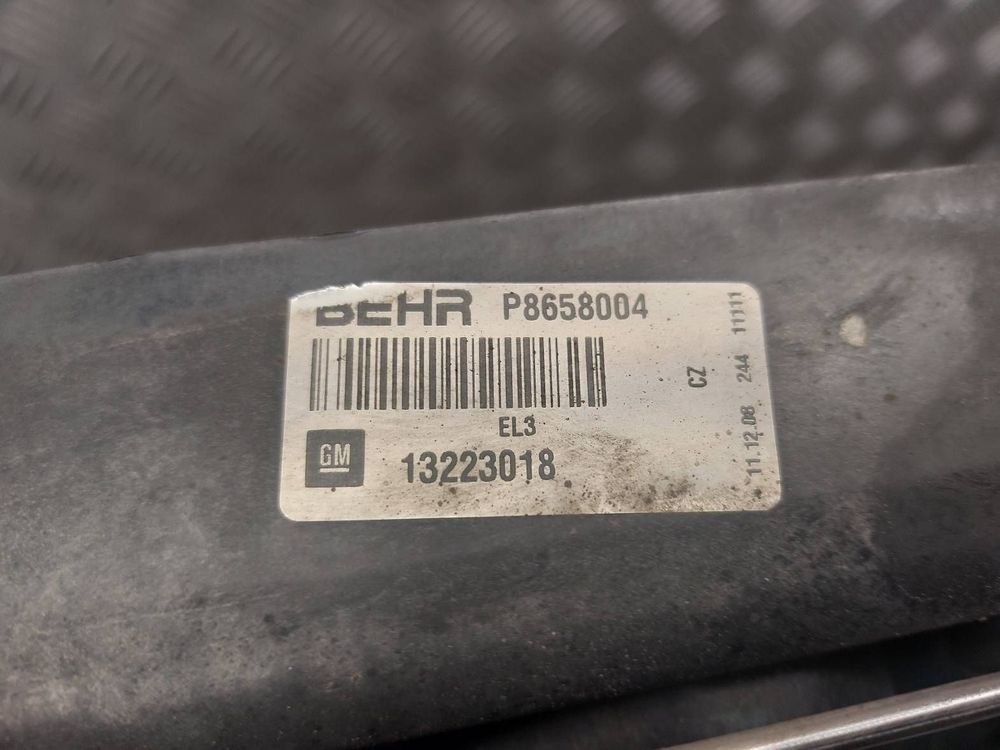 BEHR P8658004
EL3
GM 13223018
CZ
11.12.08 244 11111